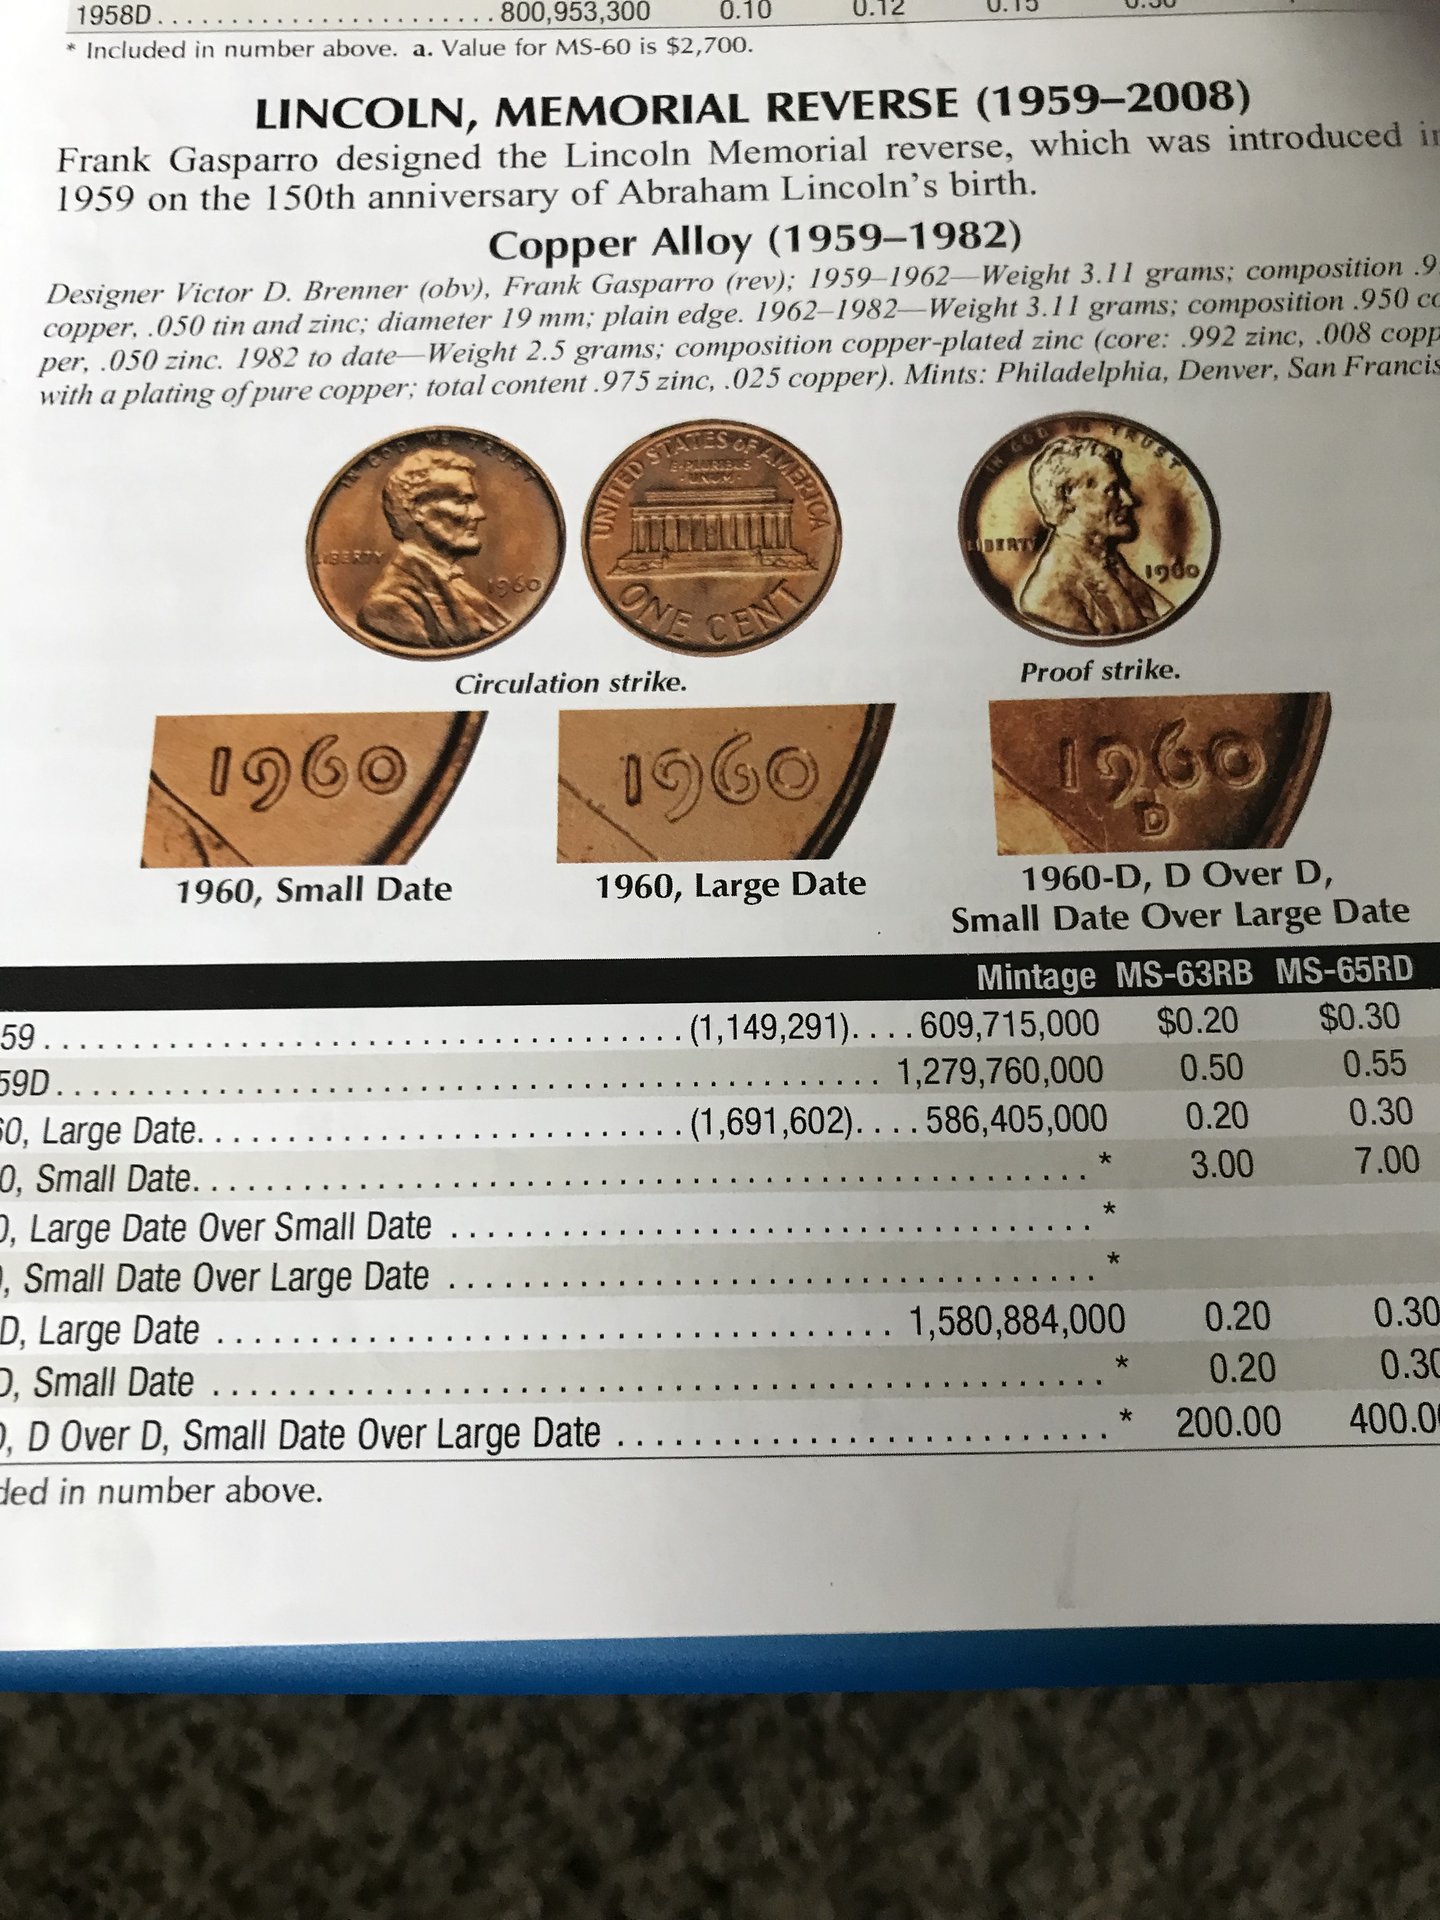 1958D . . . . . . . . . . . . . . . . . . . . . . . . 800,953,300 0.10 0.12 0.15
* Included in number above. a. Value for MS-60 is $2,700.
LINCOLN, MEMORIAL REVERSE (1959–2008)
Frank Gasparro designed the Lincoln Memorial reverse, which was introduced in
1959 on the 150th anniversary of Abraham Lincoln's birth.
Copper Alloy (1959–1982)
Designer Victor D. Brenner (obv), Frank Gasparro (rev); 1959–1962—Weight 3.11 grams; composition .9
copper, .050 tin and zinc; diameter 19 mm; plain edge. 1962–1982—Weight 3.11 grams; composition .950 co
per, .050 zinc. 1982 to date—Weight 2.5 grams; composition copper-plated zinc (core: .992 zinc, .008 copp
with a plating of pure copper; total content .975 zinc, .025 copper). Mints: Philadelphia, Denver, San Francis
IN GOD WE TRUST
LIBERTY
1960
UNITED STATES OF AMERICA
E·PLURIBUS
·UNUM·
ONE CENT
IN GOD WE TRUST
LIBERTY
1960
Circulation strike.
Proof strike.
1960
1960
1960
D
1960, Small Date
1960, Large Date
1960-D, D Over D,
Small Date Over Large Date
Mintage MS-63RB MS-65RD
59 . . . . . . . . . . . . . . . . . . . . (1,149,291). . . . 609,715,000 $0.20 $0.30
59D . . . . . . . . . . . . . . . . . . . . 1,279,760,000 0.50 0.55
60, Large Date. . . . . . . . . . . . . . . . . . . . (1,691,602). . . . 586,405,000 0.20 0.30
0, Small Date. . . . . . . . . . . . . . . . . . . . * 3.00 7.00
0, Large Date Over Small Date . . . . . . . . . . . . . . . . . . . . *
, Small Date Over Large Date . . . . . . . . . . . . . . . . . . . . *
D, Large Date . . . . . . . . . . . . . . . . . . . . 1,580,884,000 0.20 0.30
D, Small Date . . . . . . . . . . . . . . . . . . . . * 0.20 0.30
, D Over D, Small Date Over Large Date . . . . . . . . . . . . . . . . . . . . * 200.00 400.0
ded in number above.